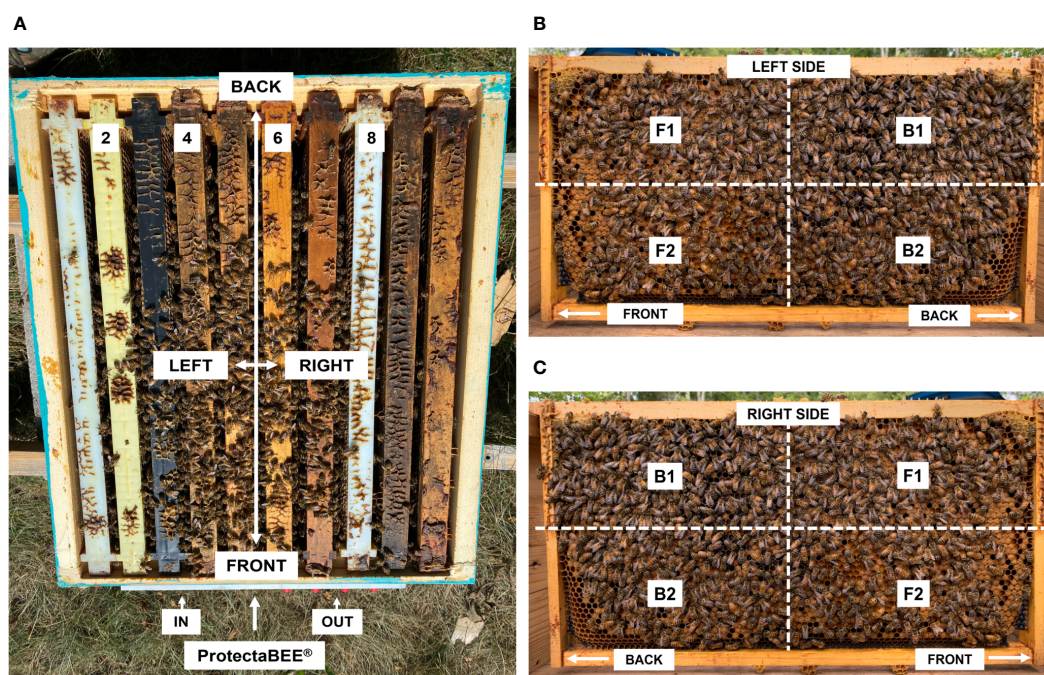 A
BACK
2
4
6
8
LEFT
RIGHT
FRONT
IN
OUT
ProtectaBEE®
B
LEFT SIDE
F1
B1
F2
B2
FRONT
BACK
C
RIGHT SIDE
B1
F1
B2
F2
BACK
FRONT